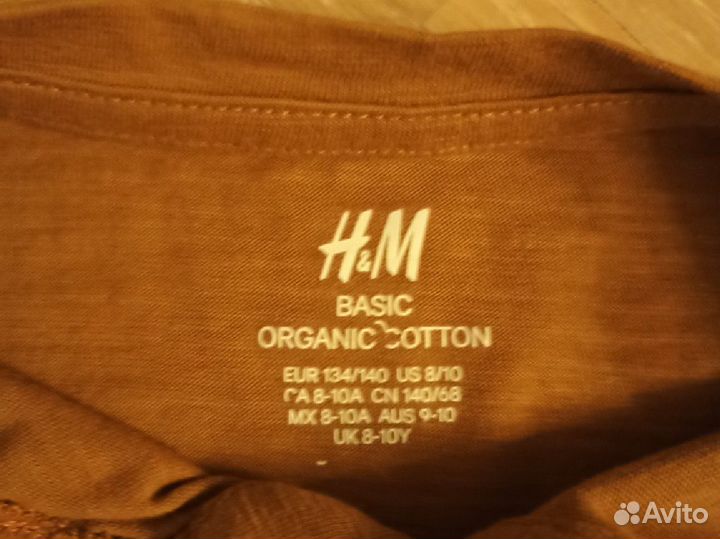 H&M
BASIC
ORGANIC COTTON
EUR 134/140 US 8/10
CA 8-10A CN 140/68
MX 8-10A AUS 9-10
UK 8-10Y
Avito